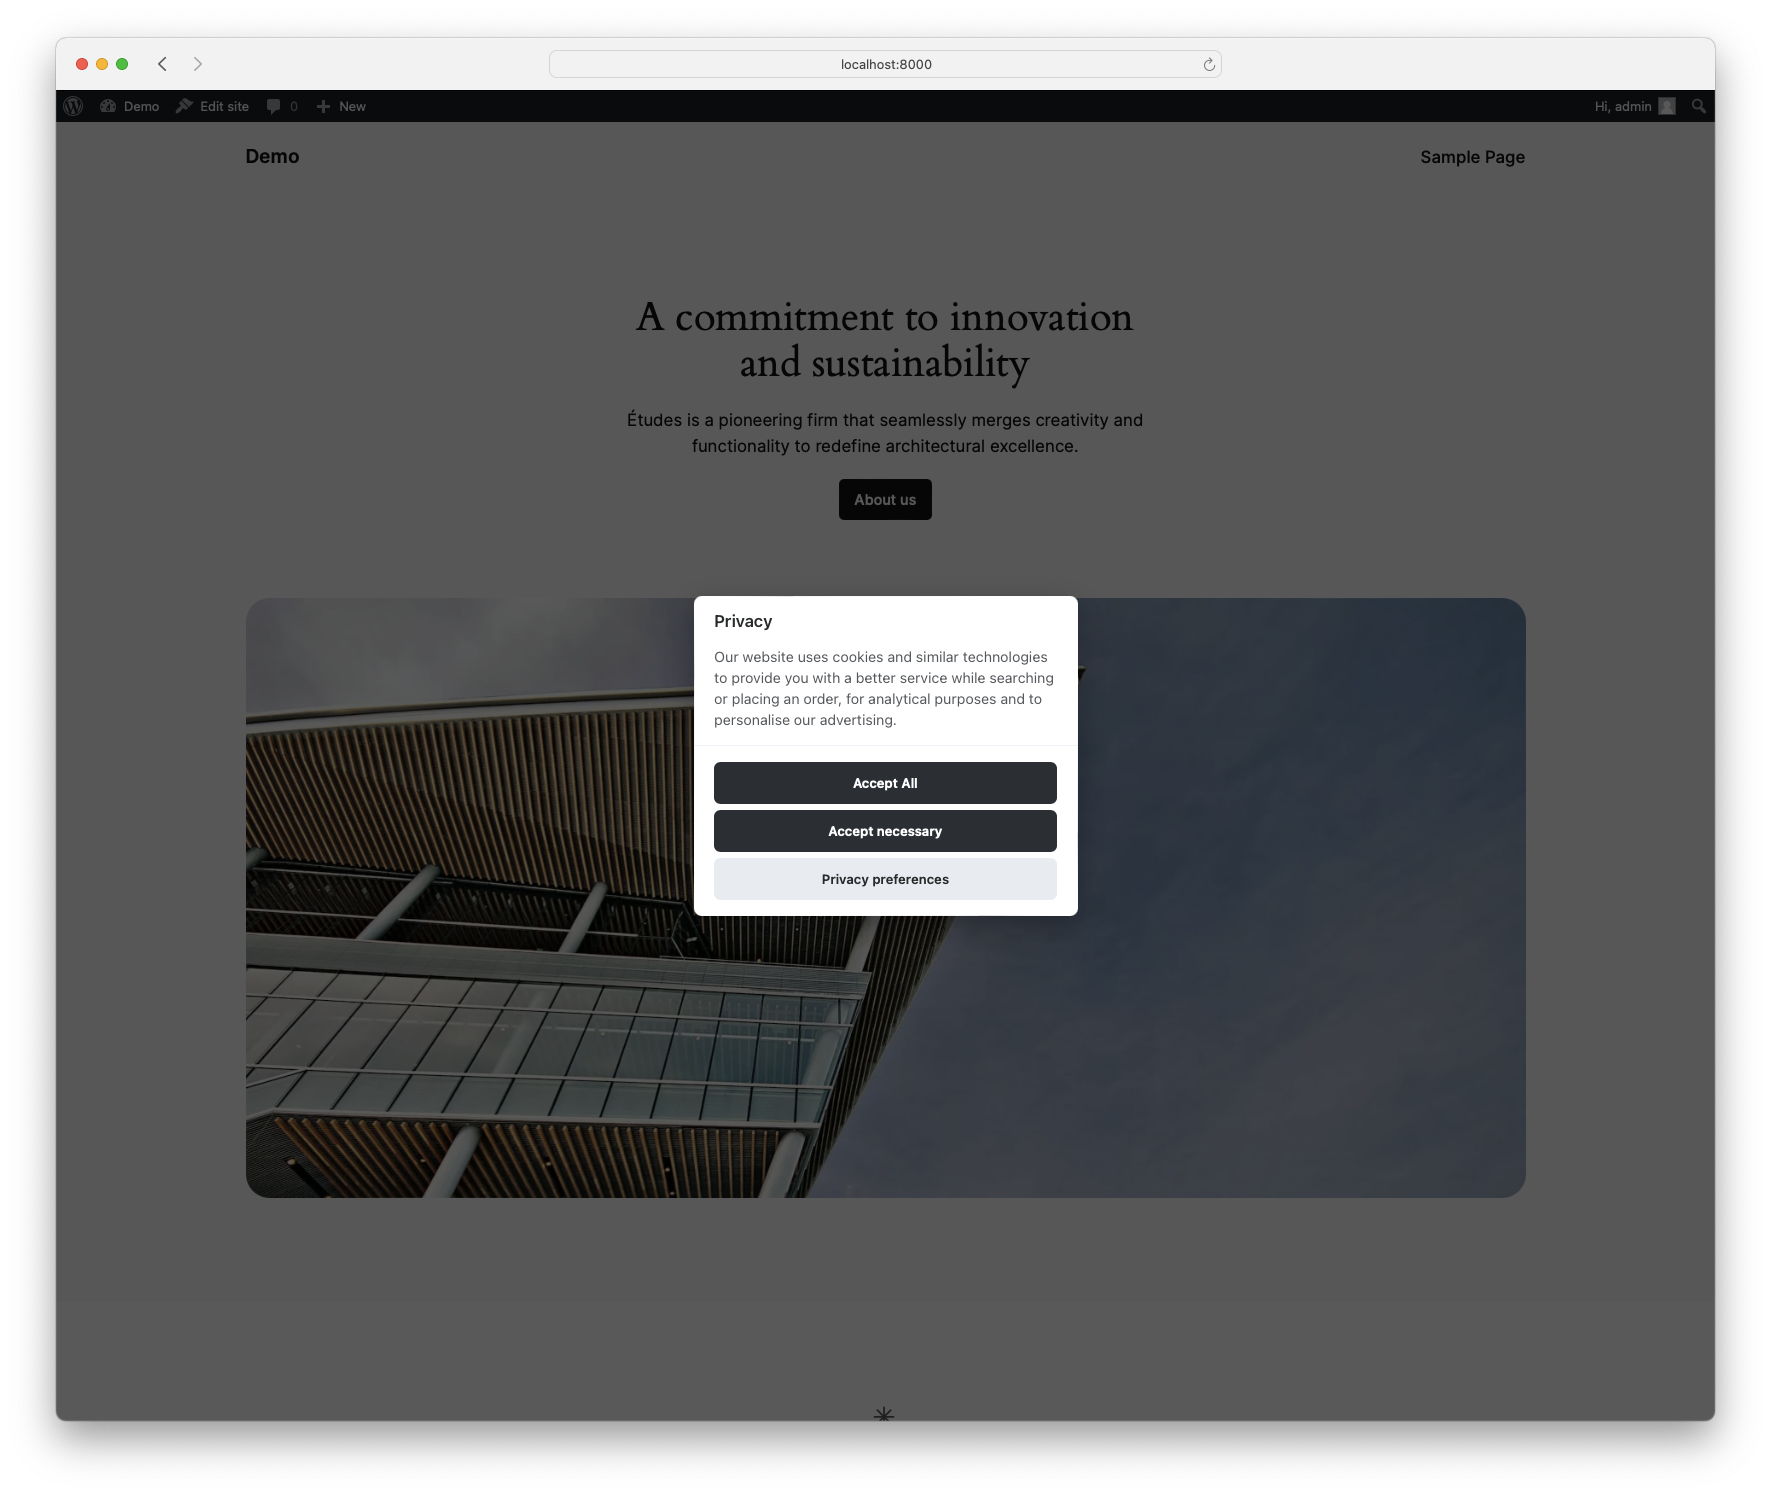 localhost:8000
Demo Edit site 0 New Hi, admin
Demo Sample Page
A commitment to innovation
and sustainability
Études is a pioneering firm that seamlessly merges creativity and
functionality to redefine architectural excellence.
About us
Privacy
Our website uses cookies and similar technologies
to provide you with a better service while searching
or placing an order, for analytical purposes and to
personalise our advertising.
Accept All
Accept necessary
Privacy preferences